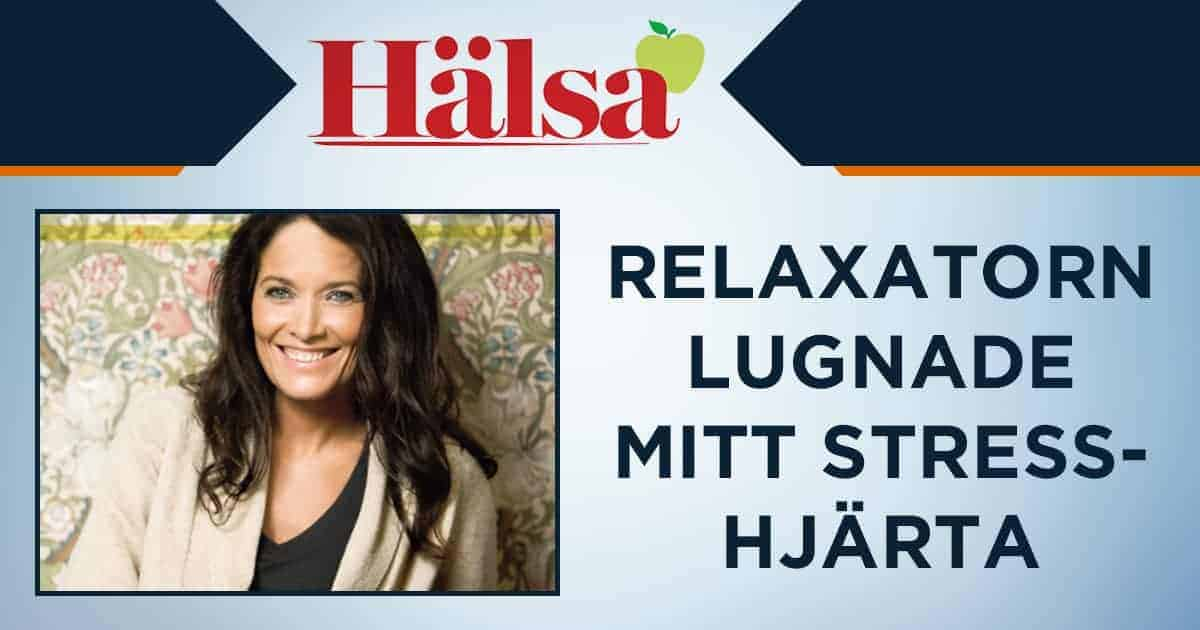 Hälsa
RELAXATORN
LUGNADE
MITT STRESS-
HJÄRTA